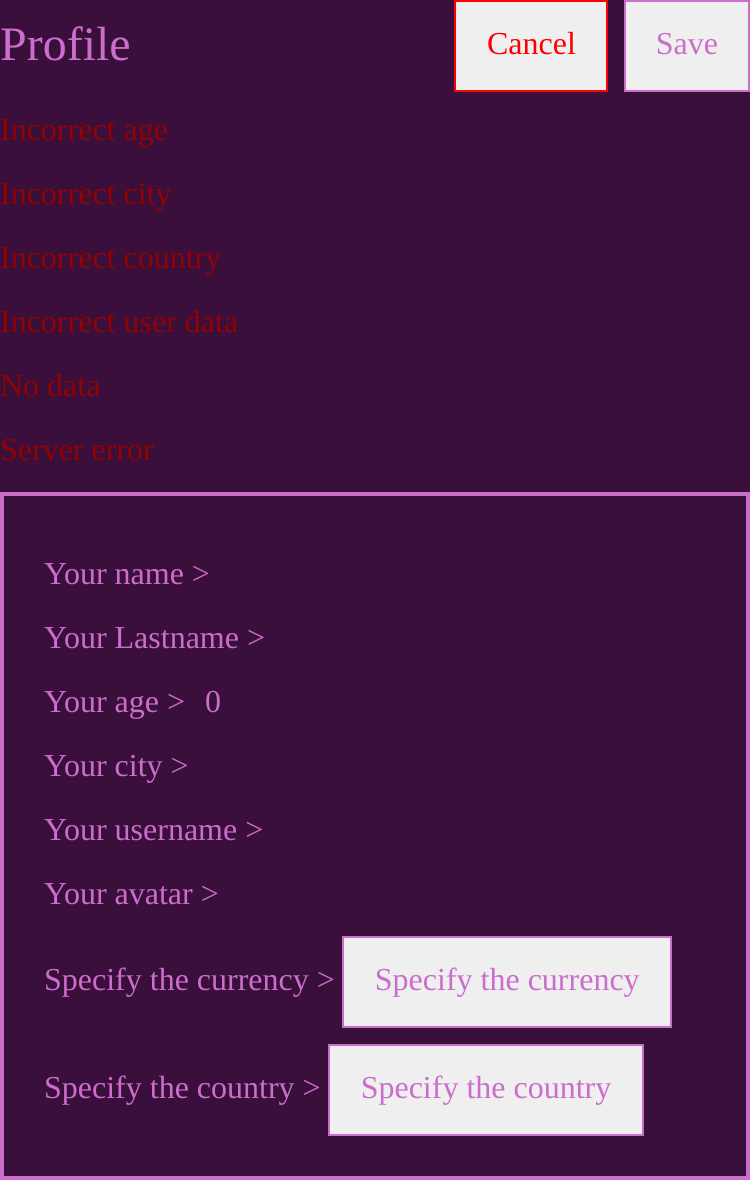 Profile Cancel Save
Incorrect age
Incorrect city
Incorrect country
Incorrect user data
No data
Server error
Your name >
Your Lastname >
Your age > 0
Your city >
Your username >
Your avatar >
Specify the currency > Specify the currency
Specify the country > Specify the country